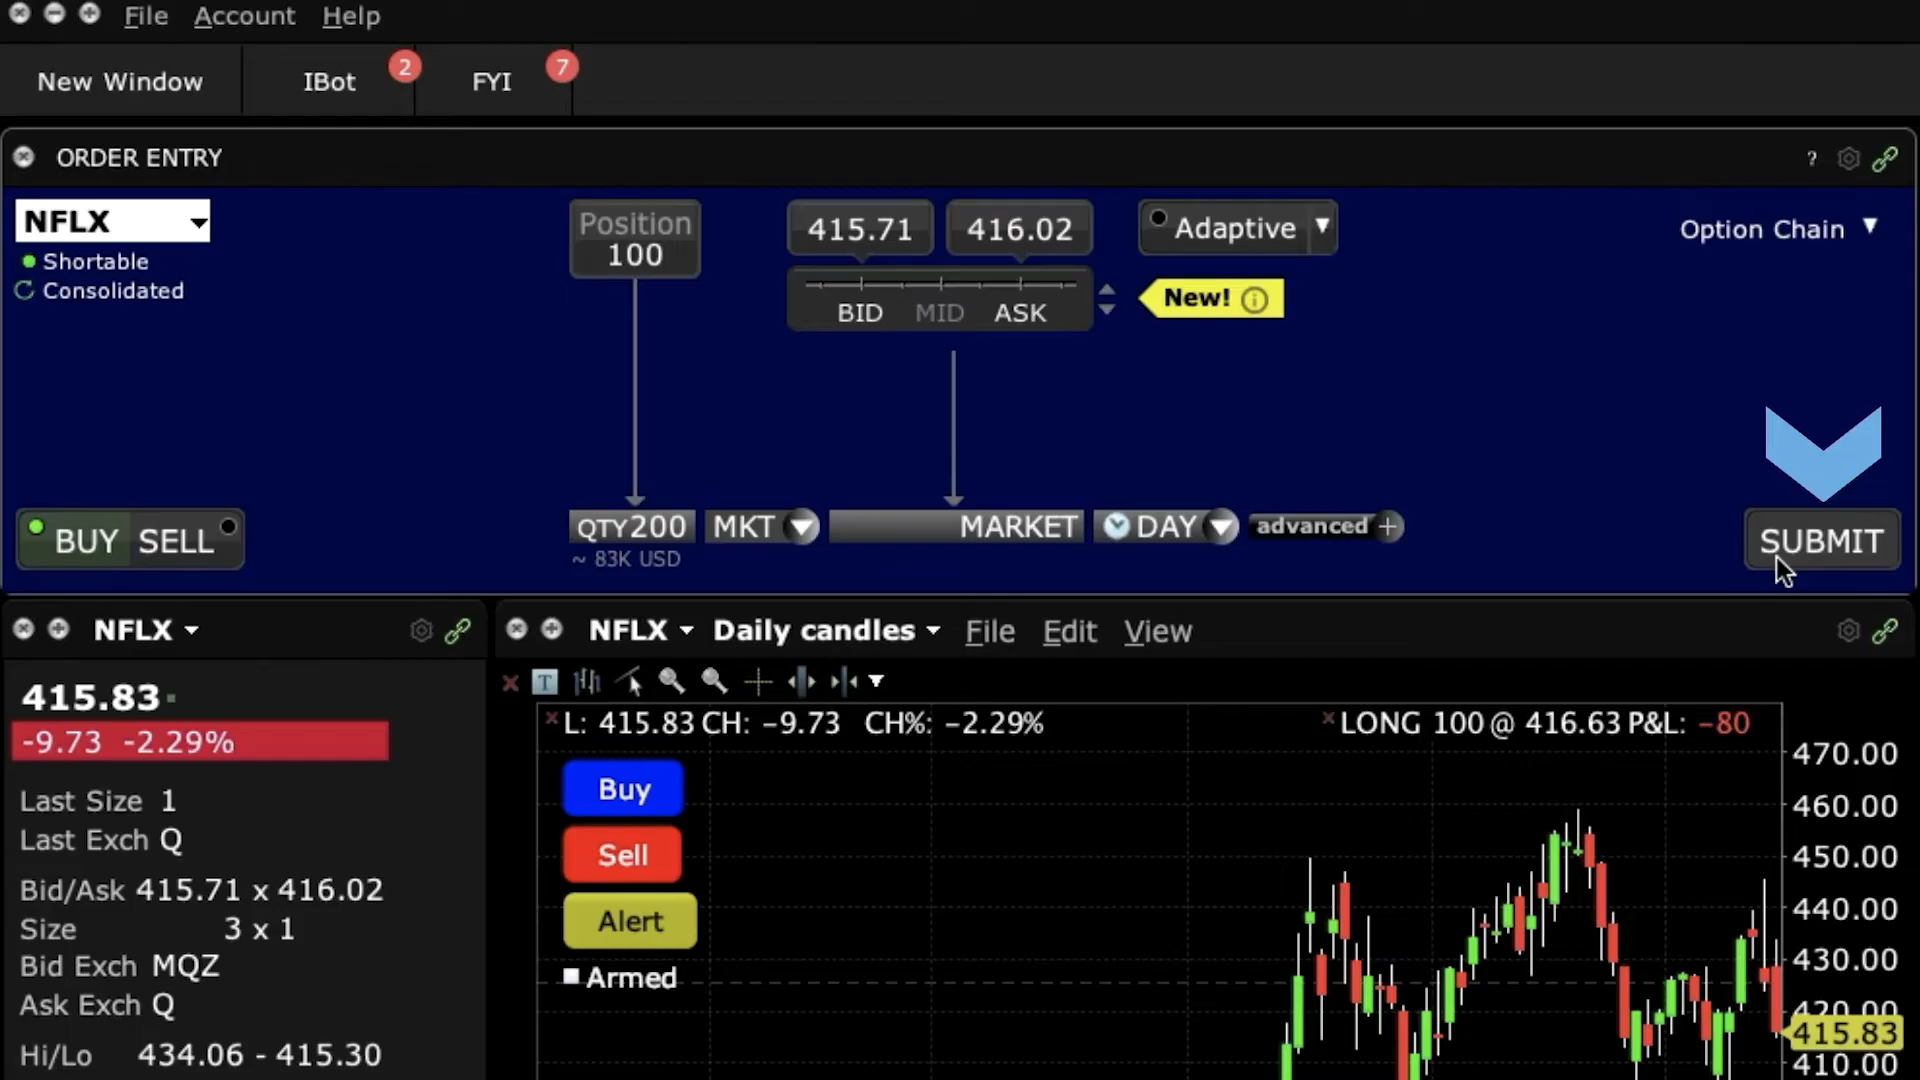 File Account Help
New Window IBot 2 FYI 7
ORDER ENTRY ?
NFLX
Shortable
Consolidated
Position
100
415.71 416.02
BID MID ASK
Adaptive
New!
Option Chain
BUY SELL
QTY 200 MKT MARKET DAY advanced +
~ 83K USD
SUBMIT
NFLX
415.83
-9.73 -2.29%
Last Size 1
Last Exch Q
Bid/Ask 415.71 x 416.02
Size 3 x 1
Bid Exch MQZ
Ask Exch Q
Hi/Lo 434.06 - 415.30
NFLX Daily candles File Edit View
T
L: 415.83 CH: -9.73 CH%: -2.29%
LONG 100 @ 416.63 P&L: -80
Buy
Sell
Alert
Armed
470.00
460.00
450.00
440.00
430.00
420.00
415.83
410.00